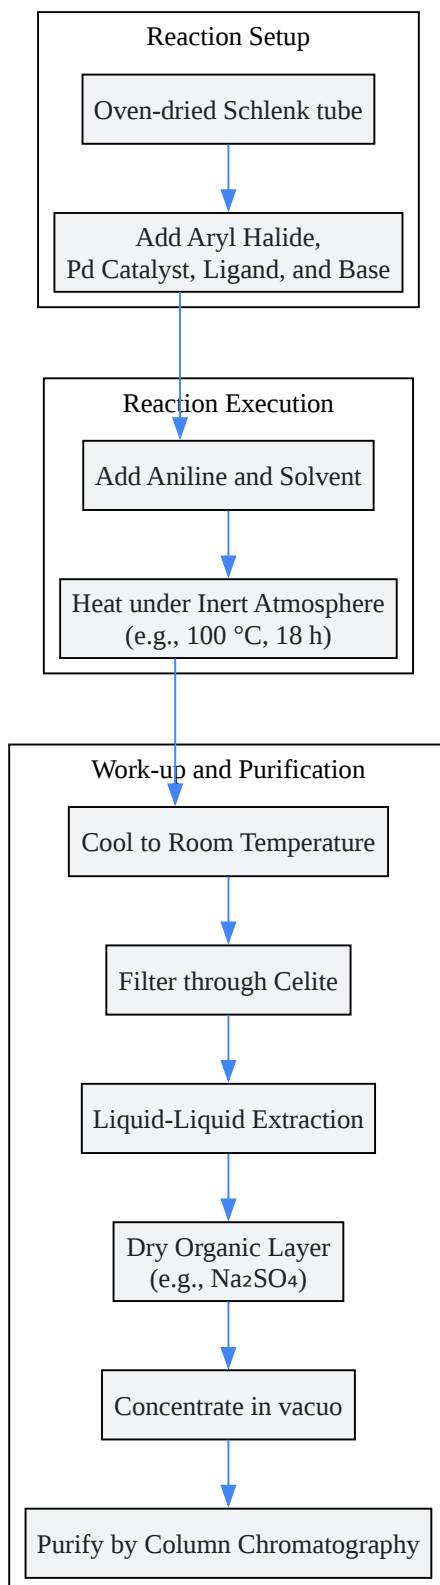 Reaction Setup
Oven-dried Schlenk tube
Add Aryl Halide,
Pd Catalyst, Ligand, and Base
Reaction Execution
Add Aniline and Solvent
Heat under Inert Atmosphere
(e.g., 100 °C, 18 h)
Work-up and Purification
Cool to Room Temperature
Filter through Celite
Liquid-Liquid Extraction
Dry Organic Layer
(e.g., Na₂SO₄)
Concentrate in vacuo
Purify by Column Chromatography